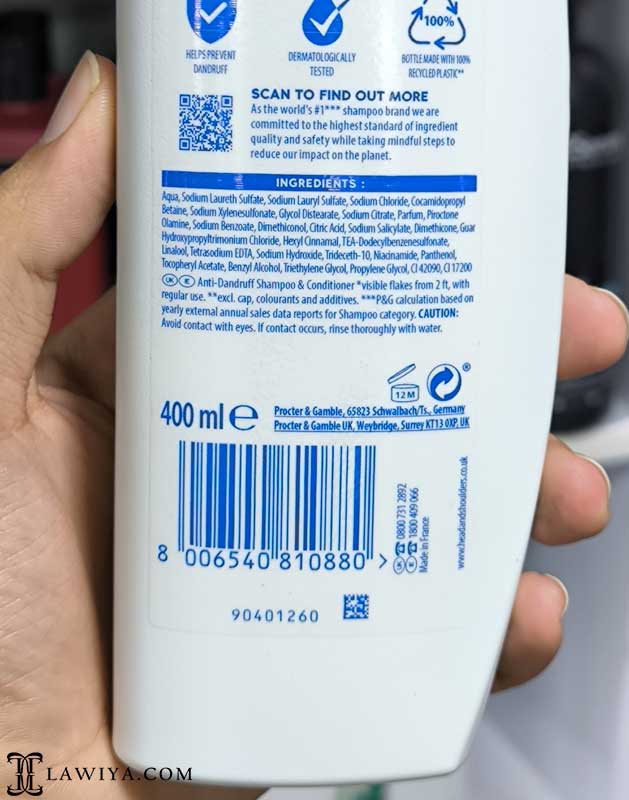 HELPS PREVENT
DANDRUFF
DERMATOLOGICALLY
TESTED
100%
BOTTLE MADE WITH 100%
RECYCLED PLASTIC**
SCAN TO FIND OUT MORE
As the world's #1*** shampoo brand we are
committed to the highest standard of ingredient
quality and safety while taking mindful steps to
reduce our impact on the planet.
INGREDIENTS :
Aqua, Sodium Laureth Sulfate, Sodium Lauryl Sulfate, Sodium Chloride, Cocamidopropyl
Betaine, Sodium Xylenesulfonate, Glycol Distearate, Sodium Citrate, Parfum, Piroctone
Olamine, Sodium Benzoate, Dimethiconol, Citric Acid, Sodium Salicylate, Dimethicone, Guar
Hydroxypropyltrimonium Chloride, Hexyl Cinnamal, TEA-Dodecylbenzenesulfonate,
Linalool, Tetrasodium EDTA, Sodium Hydroxide, Trideceth-10, Niacinamide, Panthenol,
Tocopheryl Acetate, Benzyl Alcohol, Triethylene Glycol, Propylene Glycol, CI 42090, CI 17200
UK IE Anti-Dandruff Shampoo & Conditioner *visible flakes from 2 ft, with
regular use. **excl. cap, colourants and additives. ***P&G calculation based on
yearly external annual sales data reports for Shampoo category. CAUTION:
Avoid contact with eyes. If contact occurs, rinse thoroughly with water.
12 M
400 ml e
Procter & Gamble, 65823 Schwalbach/Ts., Germany
Procter & Gamble UK, Weybridge, Surrey KT13 0XP, UK
8 006540 810880 >
UK 0800 731 2892
IE 1800 409 066
Made in France
www.headandshoulders.co.uk
90401260
LAWIYA.COM